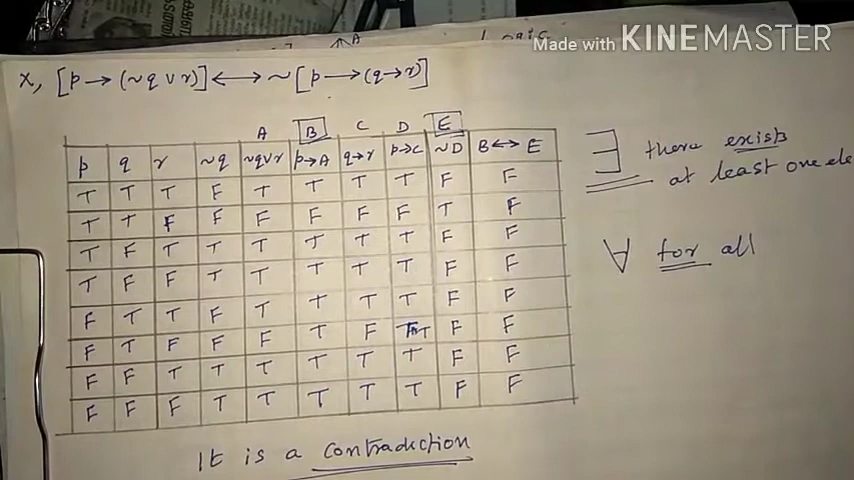 Made with KINEMASTER
x, [p → (~q ∨ r)] ⟷ ~[p ⟶ (q→r)]
A B C D E
p q r ~q ~q∨r p→A q→r p→C ~D B⟷E
T T T F T T T T F F
T T F F F F F F T F
T F T T T T T T F F
T F F T T T T T F F
F T T F T T T T F F
F T F F F T F T F F
F F T T T T T T F F
F F F T T T T T F F
It is a contradiction
∃ there exists
at least one ele
∀ for all